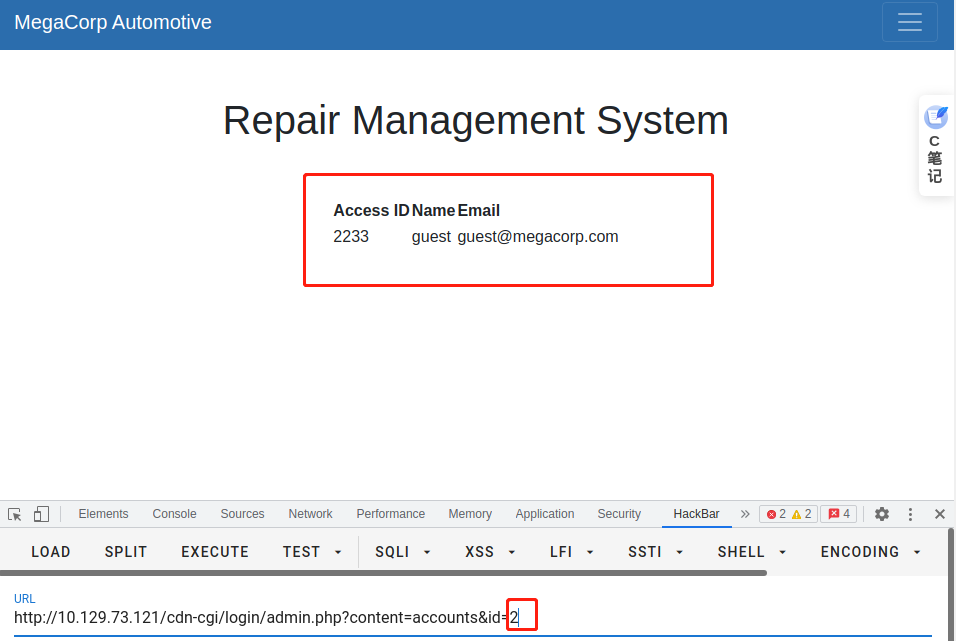 MegaCorp Automotive
Repair Management System
C
笔
记
Access ID Name Email
2233 guest guest@megacorp.com
Elements Console Sources Network Performance Memory Application Security HackBar » 2 2 4
LOAD SPLIT EXECUTE TEST SQLI XSS LFI SSTI SHELL ENCODING
URL
http://10.129.73.121/cdn-cgi/login/admin.php?content=accounts&id=2